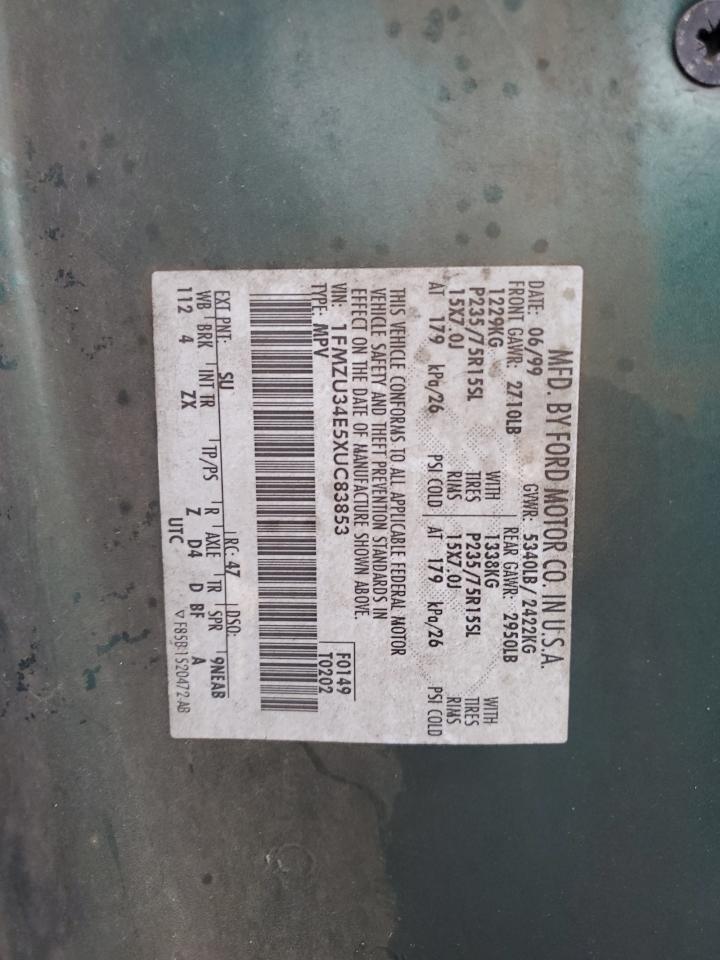 MFD. BY FORD MOTOR CO. IN U.S.A.
DATE: 06/99 GVWR: 5340LB / 2422KG
FRONT GAWR: 2710LB REAR GAWR: 2950LB
1229KG WITH 1338KG WITH
P235/75R15SL TIRES P235/75R15SL TIRES
15X7.0J RIMS 15X7.0J RIMS
AT 179 kPa/26 PSI COLD AT 179 kPa/26 PSI COLD
THIS VEHICLE CONFORMS TO ALL APPLICABLE FEDERAL MOTOR
VEHICLE SAFETY AND THEFT PREVENTION STANDARDS IN
EFFECT ON THE DATE OF MANUFACTURE SHOWN ABOVE.
VIN: 1FMZU34E5XUC83853 F0149
TYPE: MPV T0202
EXT PNT: SU RC: 47 DSO:
WB BRK INT TR TP/PS R AXLE TR SPR 9NEAB
112 4 ZX Z D4 D BF A
UTC ▽F85B-1520472-AB